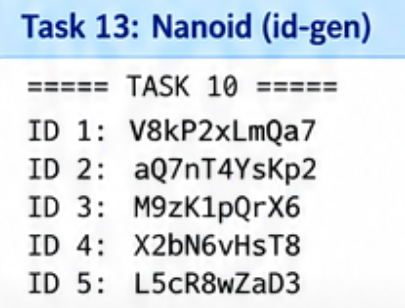 Task 13: Nanoid (id-gen)
===== TASK 10 =====
ID 1: V8kP2xLmQa7
ID 2: aQ7nT4YsKp2
ID 3: M9zK1pQrX6
ID 4: X2bN6vHsT8
ID 5: L5cR8wZaD3